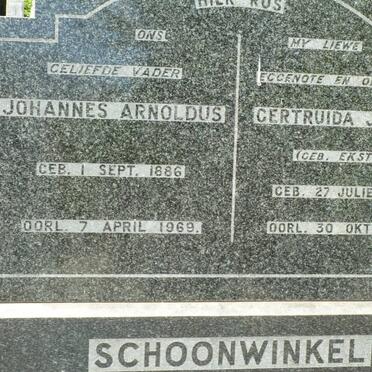 HIER RUS
ONS
GELIEFDE VADER
JOHANNES ARNOLDUS
GEB. 1 SEPT. 1886
OORL. 7 APRIL 1969.
MY LIEWE
EGGENOTE EN
GERTRUIDA
(GEB. EKST
GEB. 27 JULIE
OORL. 30 OKT
SCHOONWINKEL